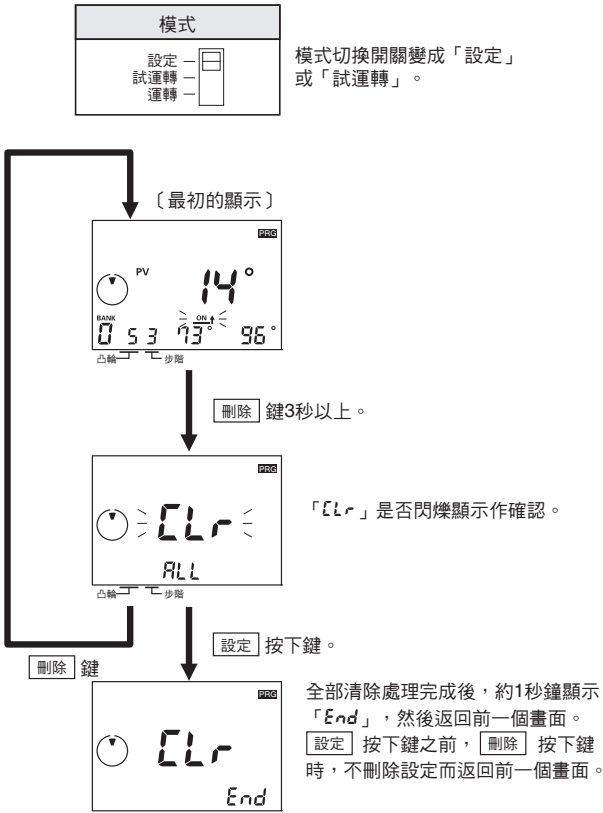 模式
設定
試運轉
運轉
模式切換開關變成「設定」
或「試運轉」。
〔最初的顯示〕
PRG
PV
14°
BANK
ON
0 5 3 73° 96°
凸輪 步階
刪除 鍵3秒以上。
PRG
CLr
ALL
凸輪 步階
「CLr」是否閃爍顯示作確認。
設定 按下鍵。
刪除 鍵
PRG
CLr
End
全部清除處理完成後，約1秒鐘顯示
「End」，然後返回前一個畫面。
設定 按下鍵之前，刪除 按下鍵
時，不刪除設定而返回前一個畫面。